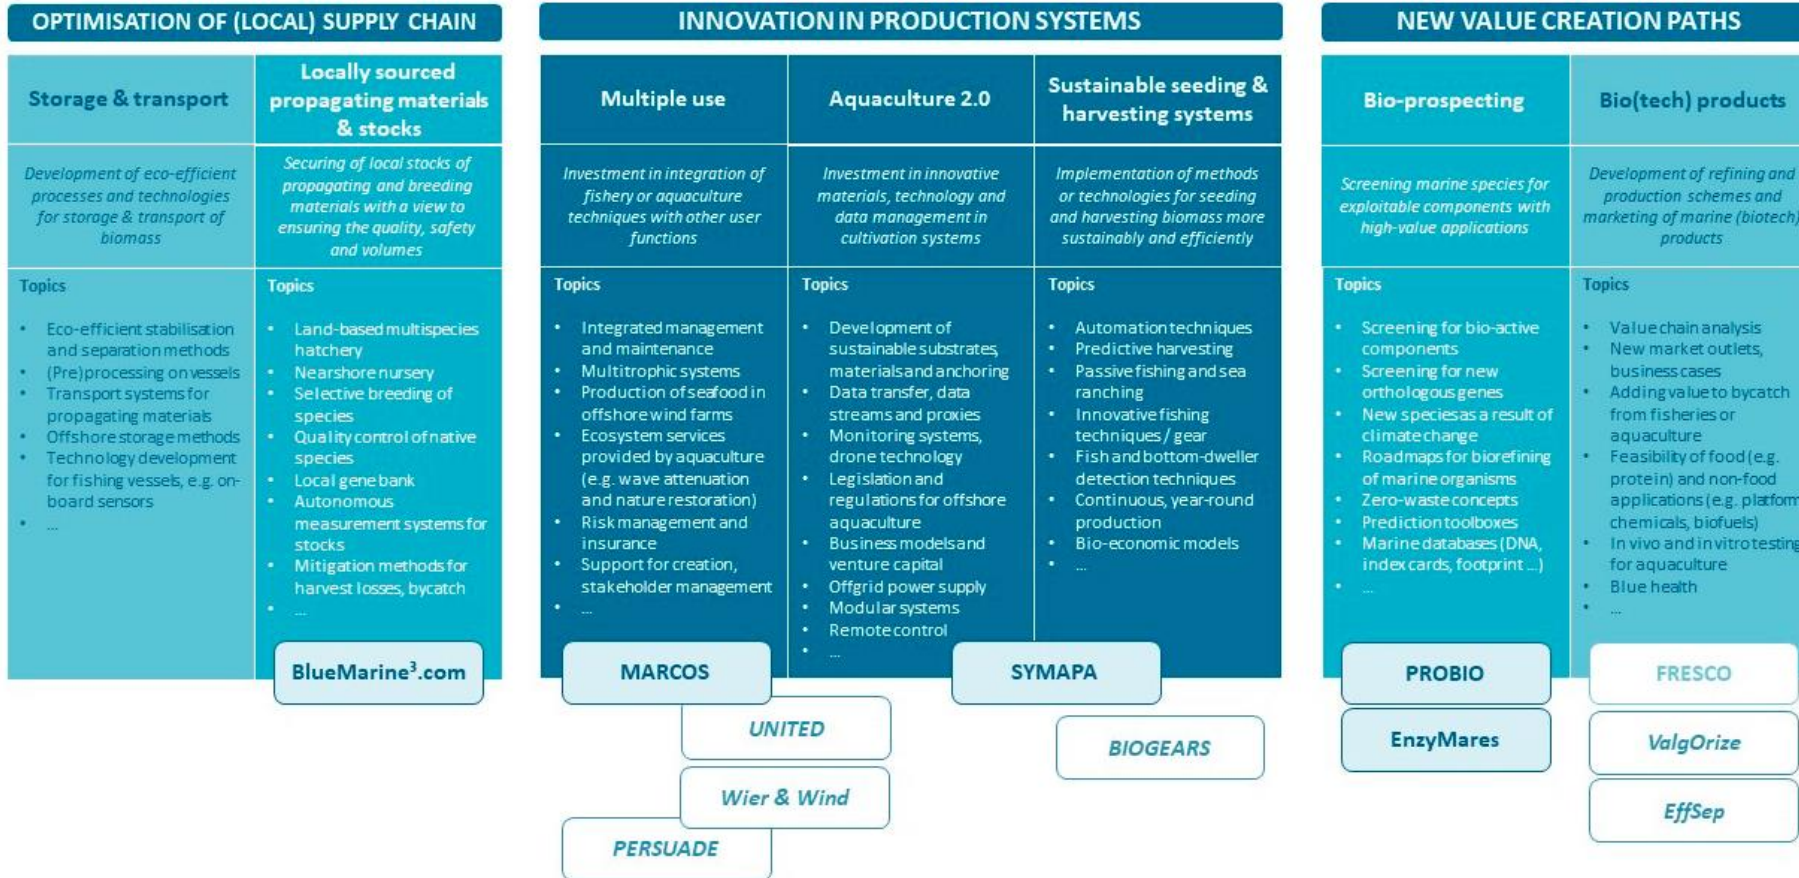 OPTIMISATION OF (LOCAL) SUPPLY CHAIN
Storage & transport
Development of eco-efficient
processes and technologies
for storage & transport of
biomass
Topics
• Eco-efficient stabilisation
and separation methods
• (Pre)processing on vessels
• Transport systems for
propagating materials
• Offshore storage methods
• Technology development
for fishing vessels, e.g. on-
board sensors
• ...
Locally sourced
propagating materials
& stocks
Securing of local stocks of
propagating and breeding
materials with a view to
ensuring the quality, safety
and volumes
Topics
• Land-based multispecies
hatchery
• Nearshore nursery
• Selective breeding of
species
• Quality control of native
species
• Local gene bank
• Autonomous
measurement systems for
stocks
• Mitigation methods for
harvest losses, bycatch
• ...
BlueMarine³.com
INNOVATION IN PRODUCTION SYSTEMS
Multiple use
Investment in integration of
fishery or aquaculture
techniques with other user
functions
Topics
• Integrated management
and maintenance
• Multitrophic systems
• Production of seafood in
offshore wind farms
• Ecosystem services
provided by aquaculture
(e.g. wave attenuation
and nature restoration)
• Risk management and
insurance
• Support for creation,
stakeholder management
• ...
Aquaculture 2.0
Investment in innovative
materials, technology and
data management in
cultivation systems
Topics
• Development of
sustainable substrates,
materials and anchoring
• Data transfer, data
streams and proxies
• Monitoring systems,
drone technology
• Legislation and
regulations for offshore
aquaculture
• Business models and
venture capital
• Offgrid power supply
• Modular systems
• Remote control
• ...
Sustainable seeding &
harvesting systems
Implementation of methods
or technologies for seeding
and harvesting biomass more
sustainably and efficiently
Topics
• Automation techniques
• Predictive harvesting
• Passive fishing and sea
ranching
• Innovative fishing
techniques / gear
• Fish and bottom-dweller
detection techniques
• Continuous, year-round
production
• Bio-economic models
• ...
MARCOS
SYMAPA
UNITED
BIOGEARS
Wier & Wind
PERSUADE
NEW VALUE CREATION PATHS
Bio-prospecting
Screening marine species for
exploitable components with
high-value applications
Topics
• Screening for bio-active
components
• Screening for new
orthologous genes
• New species as a result of
climate change
• Roadmaps for biorefining
of marine organisms
• Zero-waste concepts
• Prediction toolboxes
• Marine databases (DNA,
index cards, footprint ...)
• ...
Bio(tech) products
Development of refining and
production schemes and
marketing of marine (biotech)
products
Topics
• Value chain analysis
• New market outlets,
business cases
• Adding value to bycatch
from fisheries or
aquaculture
• Feasibility of food (e.g.
protein) and non-food
applications (e.g. platform
chemicals, biofuels)
• In vivo and in vitro testing
for aquaculture
• Blue health
• ...
PROBIO
EnzyMares
FRESCO
ValgOrize
EffSep